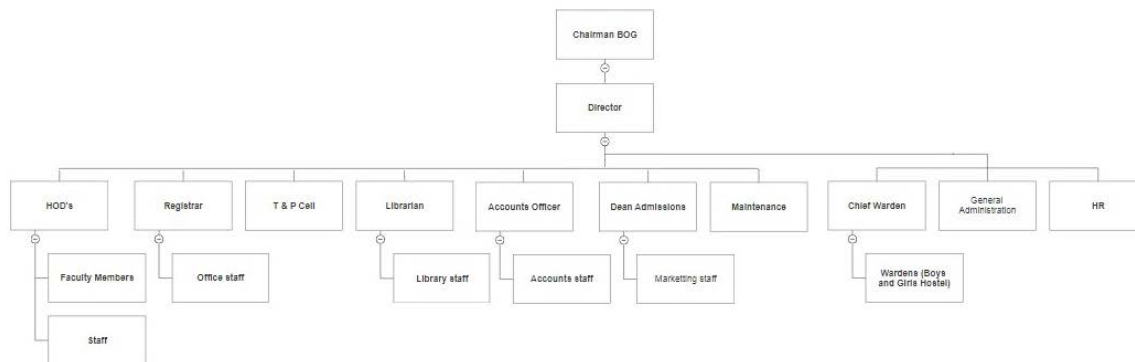 Chairman BOG
Director
HOD's
Registrar
T & P Cell
Librarian
Accounts Officer
Dean Admissions
Maintenance
Chief Warden
General
Administration
HR
Faculty Members
Office staff
Library staff
Accounts staff
Marketting staff
Wardens (Boys
and Girls Hostel)
Staff